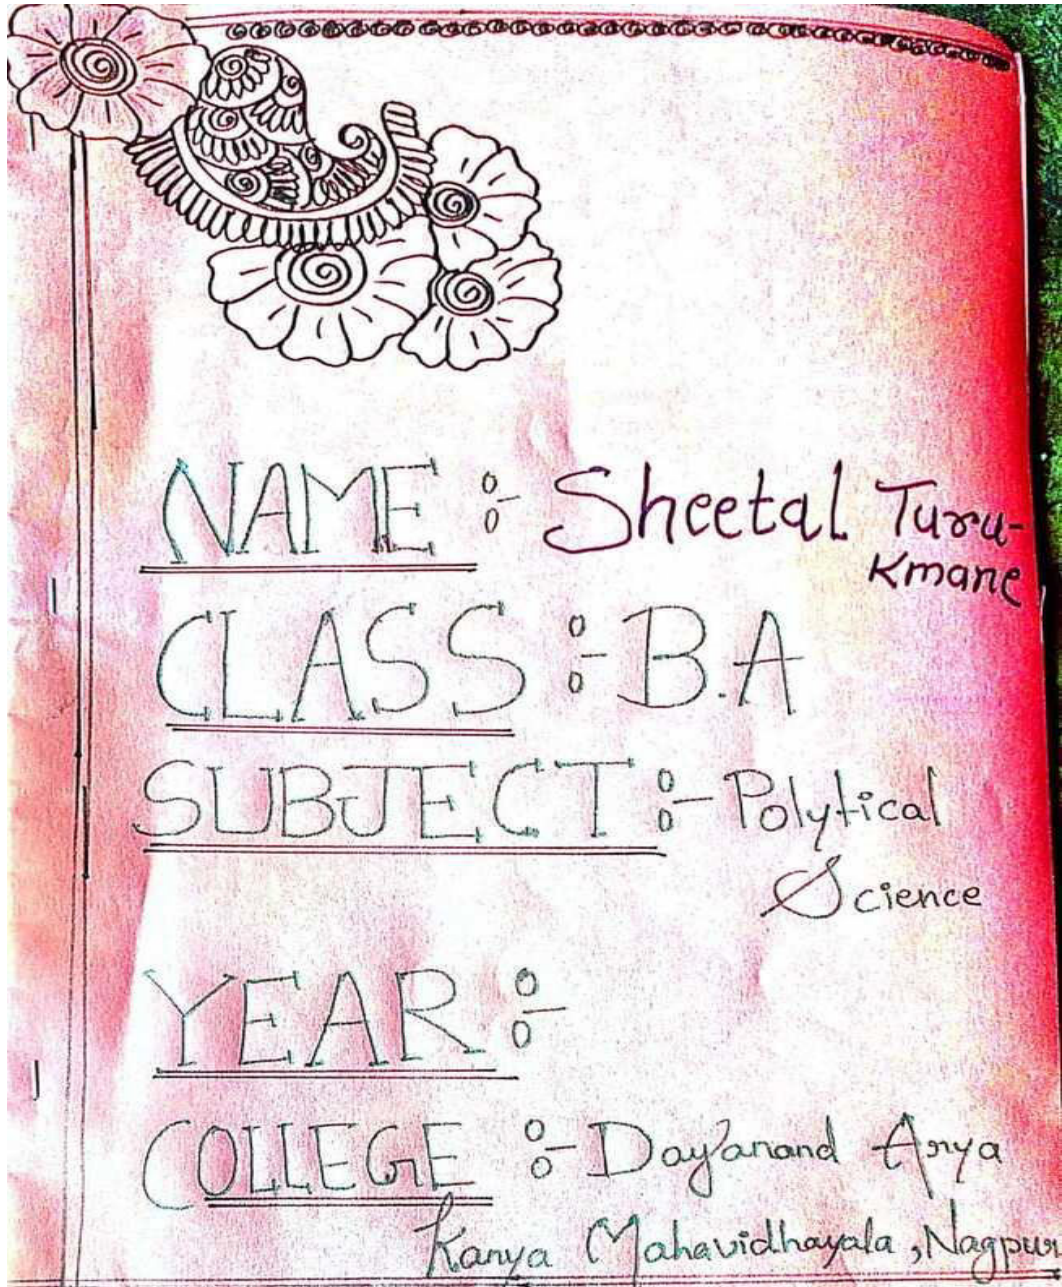 NAME :- Sheetal Turu-
kmane
CLASS :- B.A
SUBJECT :- Polytical
Science
YEAR :-
COLLEGE :- Dayanand Arya
Kanya Mahavidhayala, Nagpur